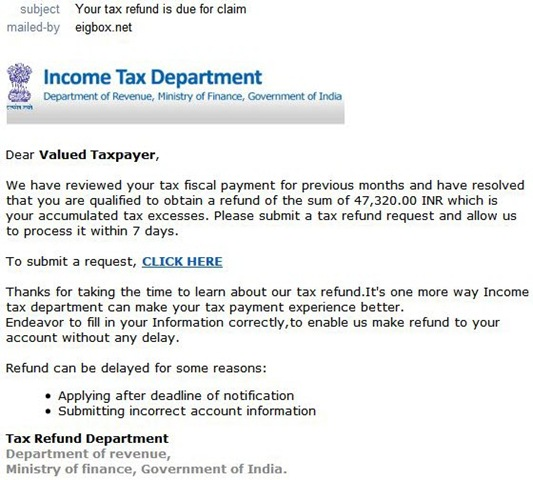 subject Your tax refund is due for claim
mailed-by eigbox.net
Income Tax Department
Department of Revenue, Ministry of Finance, Government of India
Dear Valued Taxpayer,
We have reviewed your tax fiscal payment for previous months and have resolved
that you are qualified to obtain a refund of the sum of 47,320.00 INR which is
your accumulated tax excesses. Please submit a tax refund request and allow us
to process it within 7 days.
To submit a request, CLICK HERE
Thanks for taking the time to learn about our tax refund.It's one more way Income
tax department can make your tax payment experience better.
Endeavor to fill in your Information correctly,to enable us make refund to your
account without any delay.
Refund can be delayed for some reasons:
• Applying after deadline of notification
• Submitting incorrect account information
Tax Refund Department
Department of revenue,
Ministry of finance, Government of India.